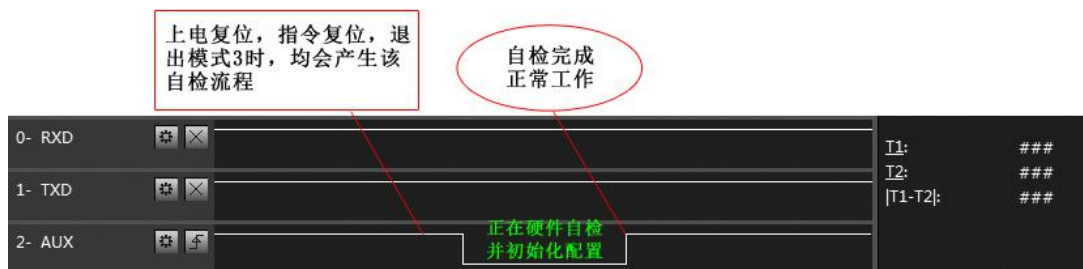 上电复位，指令复位，退
出模式3时，均会产生该
自检流程
自检完成
正常工作
0- RXD
1- TXD
2- AUX
正在硬件自检
并初始化配置
T1: ###
T2: ###
|T1-T2|: ###